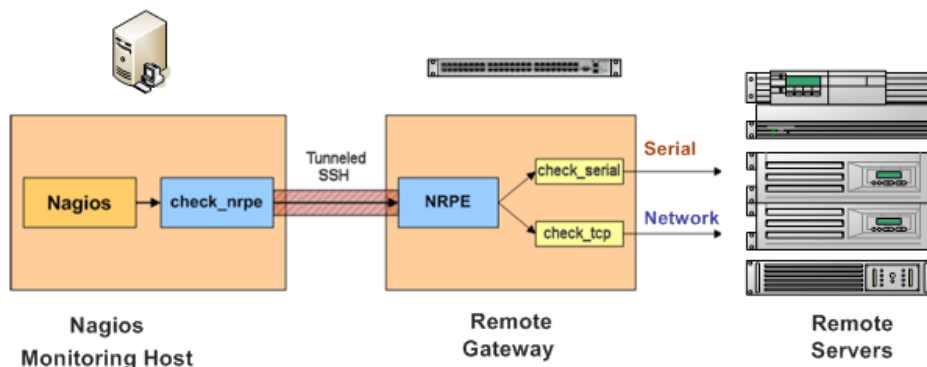 Nagios
check_nrpe
Tunneled
SSH
NRPE
check_serial
check_tcp
Serial
Network
Nagios
Monitoring Host
Remote
Gateway
Remote
Servers